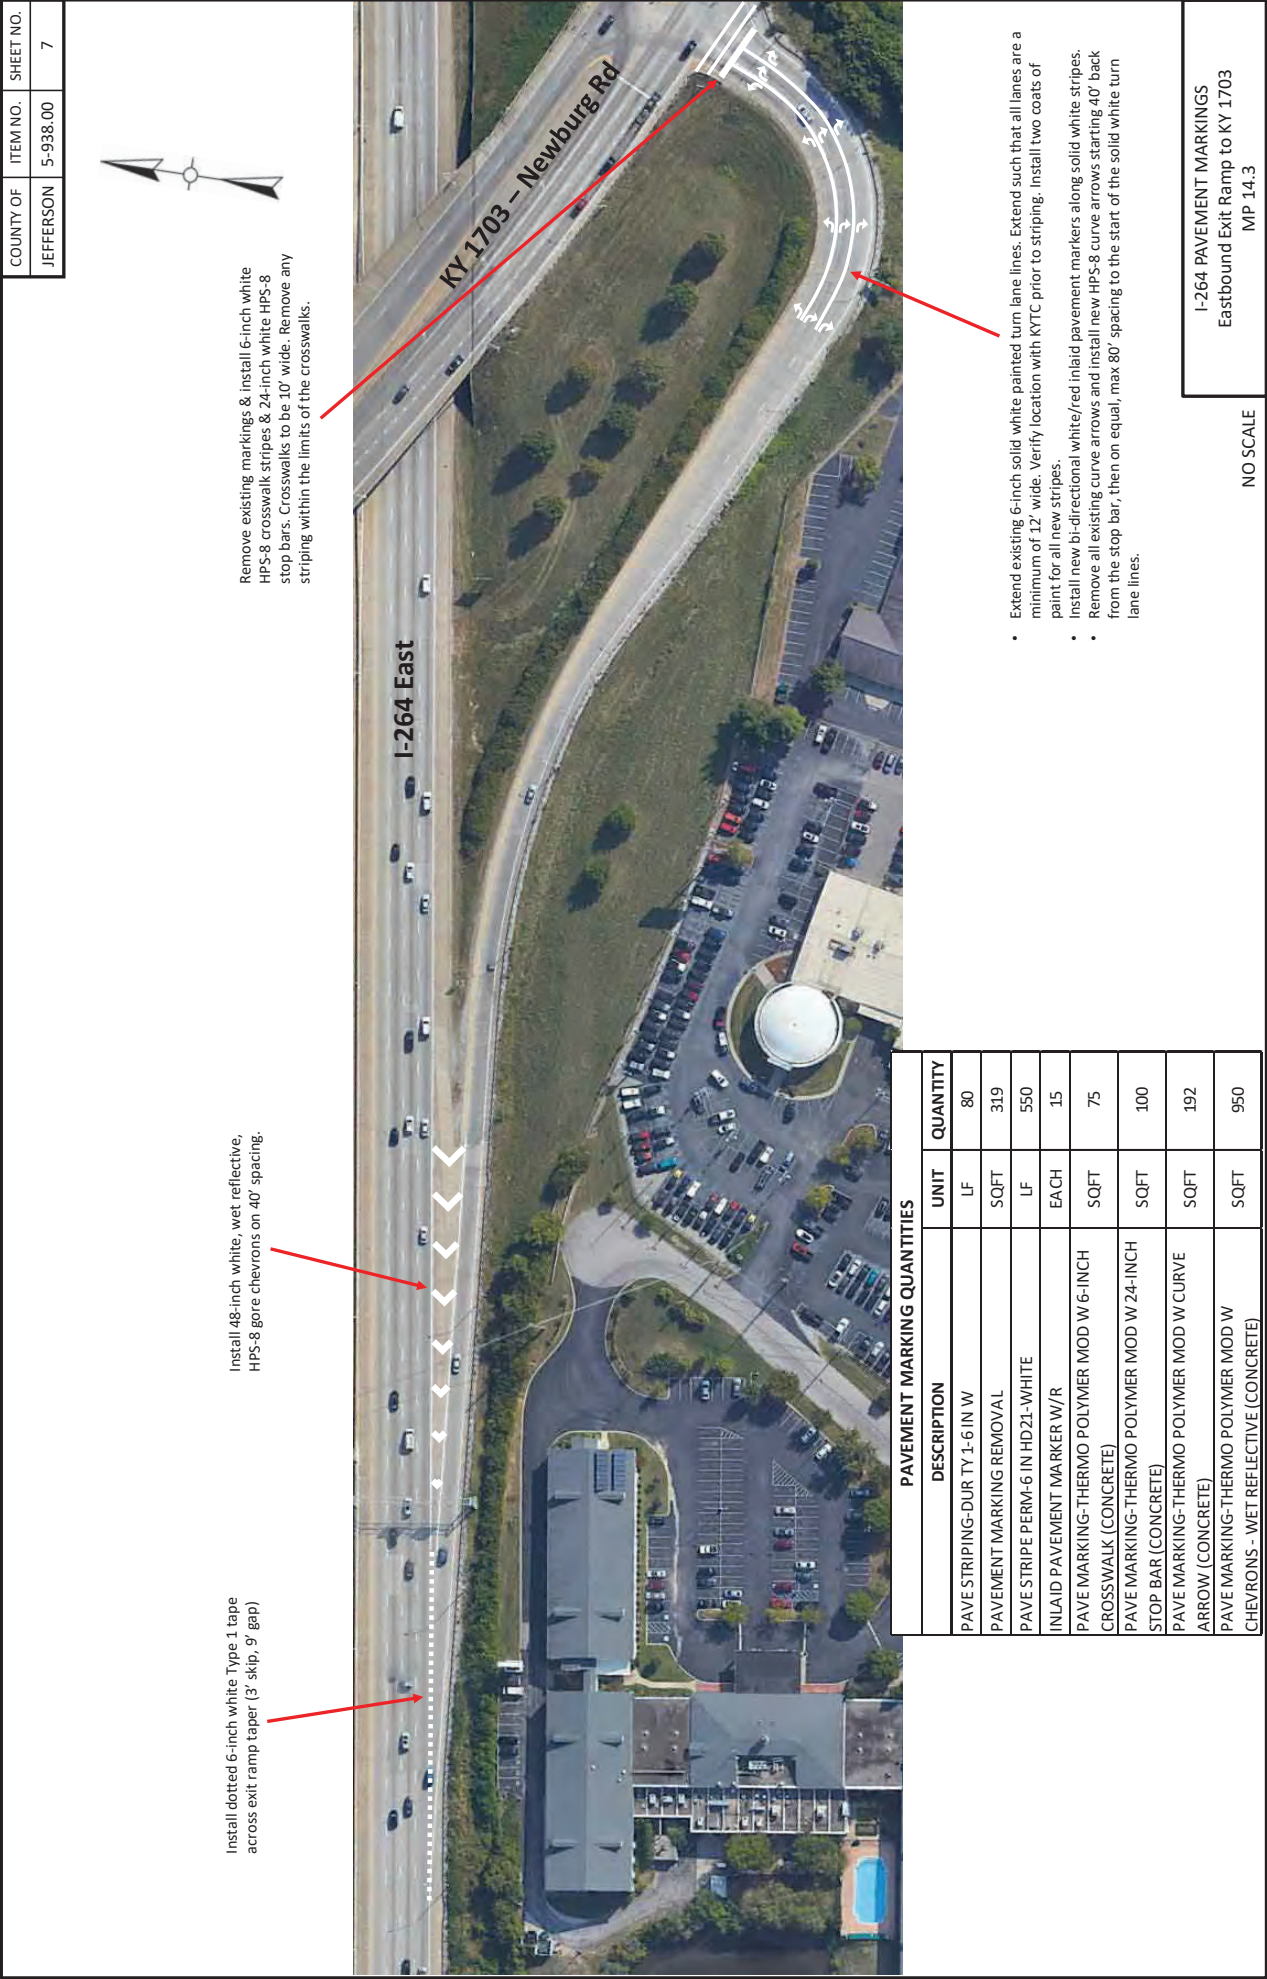 COUNTY OF ITEM NO. SHEET NO.
JEFFERSON 5-938.00 7
Remove existing markings & install 6-inch white
HPS-8 crosswalk stripes & 24-inch white HPS-8
stop bars. Crosswalks to be 10’ wide. Remove any
striping within the limits of the crosswalks.
Install 48-inch white, wet reflective,
HPS-8 gore chevrons on 40’ spacing.
Install dotted 6-inch white Type 1 tape
across exit ramp taper (3’ skip, 9’ gap)
I-264 East
KY 1703 – Newburg Rd
• Extend existing 6-inch solid white painted turn lane lines. Extend such that all lanes are a
minimum of 12’ wide. Verify location with KYTC prior to striping. Install two coats of
paint for all new stripes.
• Install new bi-directional white/red inlaid pavement markers along solid white stripes.
• Remove all existing curve arrows and install new HPS-8 curve arrows starting 40’ back
from the stop bar, then on equal, max 80’ spacing to the start of the solid white turn
lane lines.
PAVEMENT MARKING QUANTITIES
DESCRIPTION UNIT QUANTITY
PAVE STRIPING-DUR TY 1-6 IN W LF 80
PAVEMENT MARKING REMOVAL SQFT 319
PAVE STRIPE PERM-6 IN HD21-WHITE LF 550
INLAID PAVEMENT MARKER W/R EACH 15
PAVE MARKING-THERMO POLYMER MOD W 6-INCH
CROSSWALK (CONCRETE) SQFT 75
PAVE MARKING-THERMO POLYMER MOD W 24-INCH
STOP BAR (CONCRETE) SQFT 100
PAVE MARKING-THERMO POLYMER MOD W CURVE
ARROW (CONCRETE) SQFT 192
PAVE MARKING-THERMO POLYMER MOD W
CHEVRONS - WET REFLECTIVE (CONCRETE) SQFT 950
NO SCALE
I-264 PAVEMENT MARKINGS
Eastbound Exit Ramp to KY 1703
MP 14.3